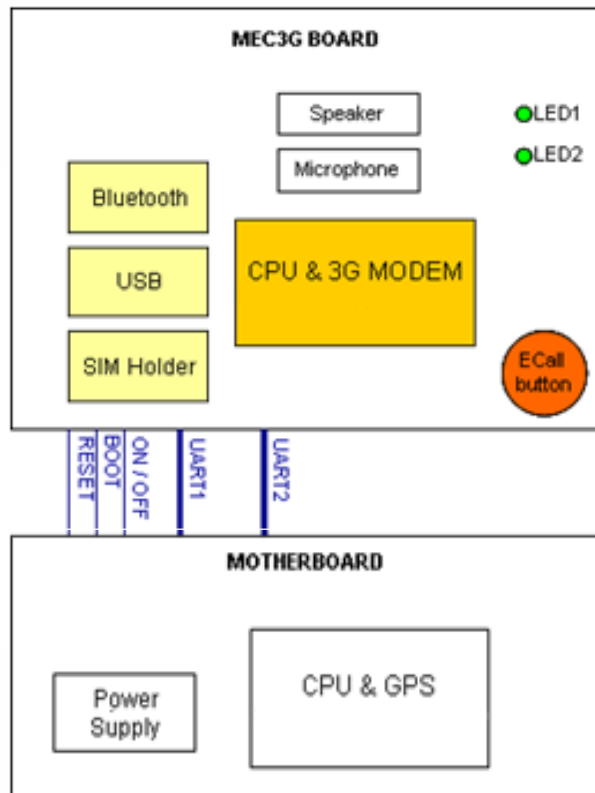 MEC3G BOARD
Speaker
LED1
Microphone
LED2
Bluetooth
CPU & 3G MODEM
USB
SIM Holder
ECall
button
RESET
BOOT
ON / OFF
UART1
UART2
MOTHERBOARD
CPU & GPS
Power
Supply